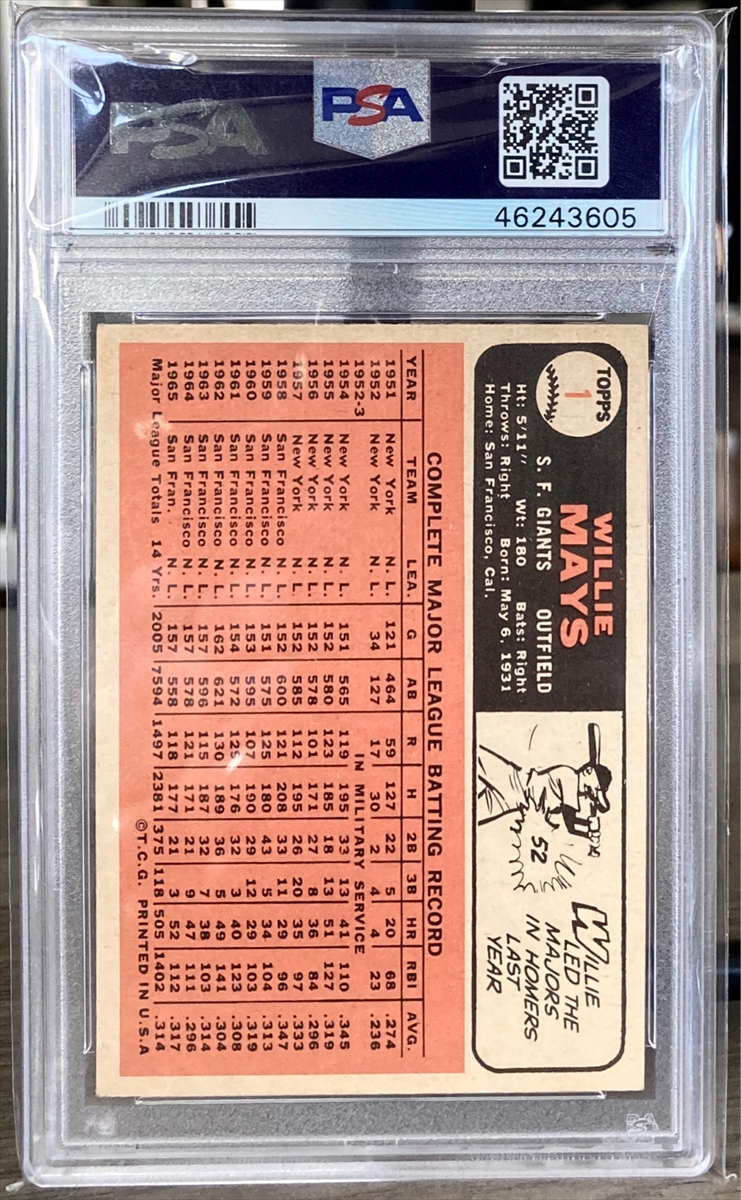 PSA
PSA
46243605
TOPPS
1
WILLIE
MAYS
S. F. GIANTS OUTFIELD
Ht: 5'11" Wt: 180 Bats: Right
Throws: Right Born: May 6, 1931
Home: San Francisco, Cal.
52
WILLIE
LED THE
MAJORS
IN HOMERS
LAST
YEAR
COMPLETE MAJOR LEAGUE BATTING RECORD
YEAR TEAM LEA. G AB R H 2B 3B HR RBI AVG.
1951 New York N. L. 121 464 59 127 22 5 20 68 .274
1952 New York N. L. 34 127 17 30 2 4 4 23 .236
1952-3 IN MILITARY SERVICE
1954 New York N. L. 151 565 119 195 33 13 41 110 .345
1955 New York N. L. 152 580 123 185 18 13 51 127 .319
1956 New York N. L. 152 578 101 171 27 8 36 84 .296
1957 New York N. L. 152 585 112 195 26 20 35 97 .333
1958 San Francisco N. L. 152 600 121 208 33 11 29 96 .347
1959 San Francisco N. L. 151 575 125 180 43 5 34 104 .313
1960 San Francisco N. L. 153 595 107 190 29 12 29 103 .319
1961 San Francisco N. L. 154 572 129 176 32 3 40 123 .308
1962 San Francisco N. L. 162 621 130 189 36 5 49 141 .304
1963 San Francisco N. L. 157 596 115 187 32 7 38 103 .314
1964 San Francisco N. L. 157 578 121 171 21 9 47 111 .296
1965 San Fran. N. L. 157 558 118 177 21 3 52 112 .317
Major League Totals 14 Yrs. 2005 7594 1497 2381 375 118 505 1402 .314
©T.C.G. PRINTED IN U.S.A
PSA